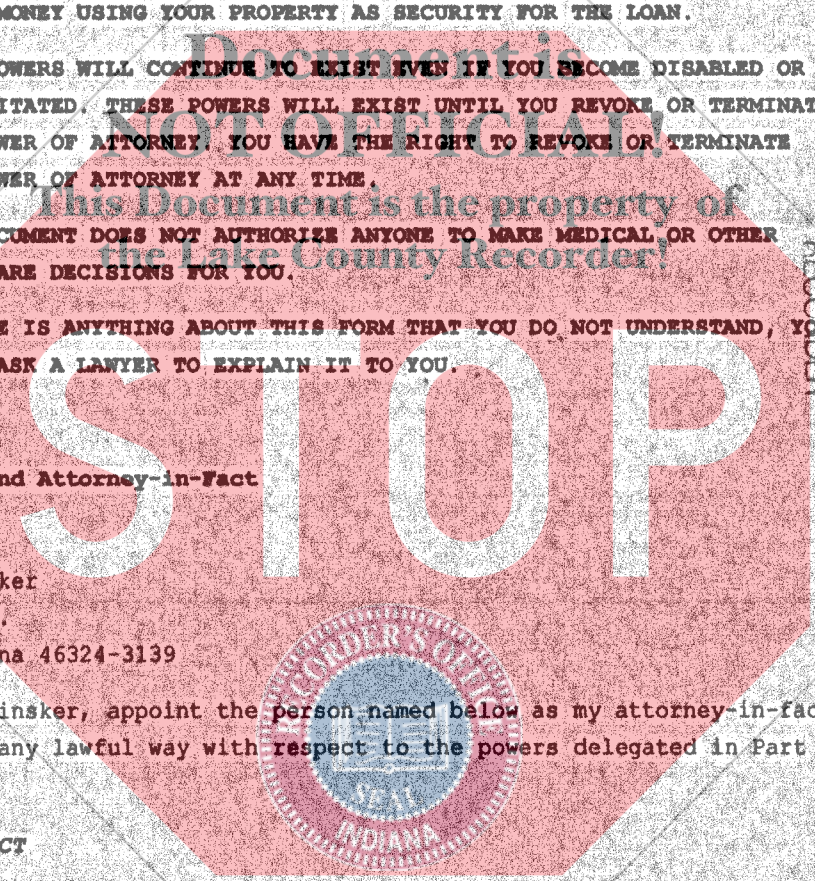 MONEY USING YOUR PROPERTY AS SECURITY FOR THE LOAN.
Document is
OWERS WILL CONTINUE TO EXIST EVEN IF YOU BECOME DISABLED OR
ITATED. THESE POWERS WILL EXIST UNTIL YOU REVOKE OR TERMINAT
NOT OFFICIAL!
WER OF ATTORNEY. YOU HAVE THE RIGHT TO REVOKE OR TERMINATE
WER OF ATTORNEY AT ANY TIME.
This Document is the property of
CUMENT DOES NOT AUTHORIZE ANYONE TO MAKE MEDICAL OR OTHER
the Lake County Recorder!
ARE DECISIONS FOR YOU.
E IS ANYTHING ABOUT THIS FORM THAT YOU DO NOT UNDERSTAND, YO
ASK A LAWYER TO EXPLAIN IT TO YOU.
STOP
nd Attorney-in-Fact
ker
na 46324-3139
RECORDER'S OFFICE
insker, appoint the person named below as my attorney-in-fac
any lawful way with respect to the powers delegated in Part
SEAL
INDIANA
CT